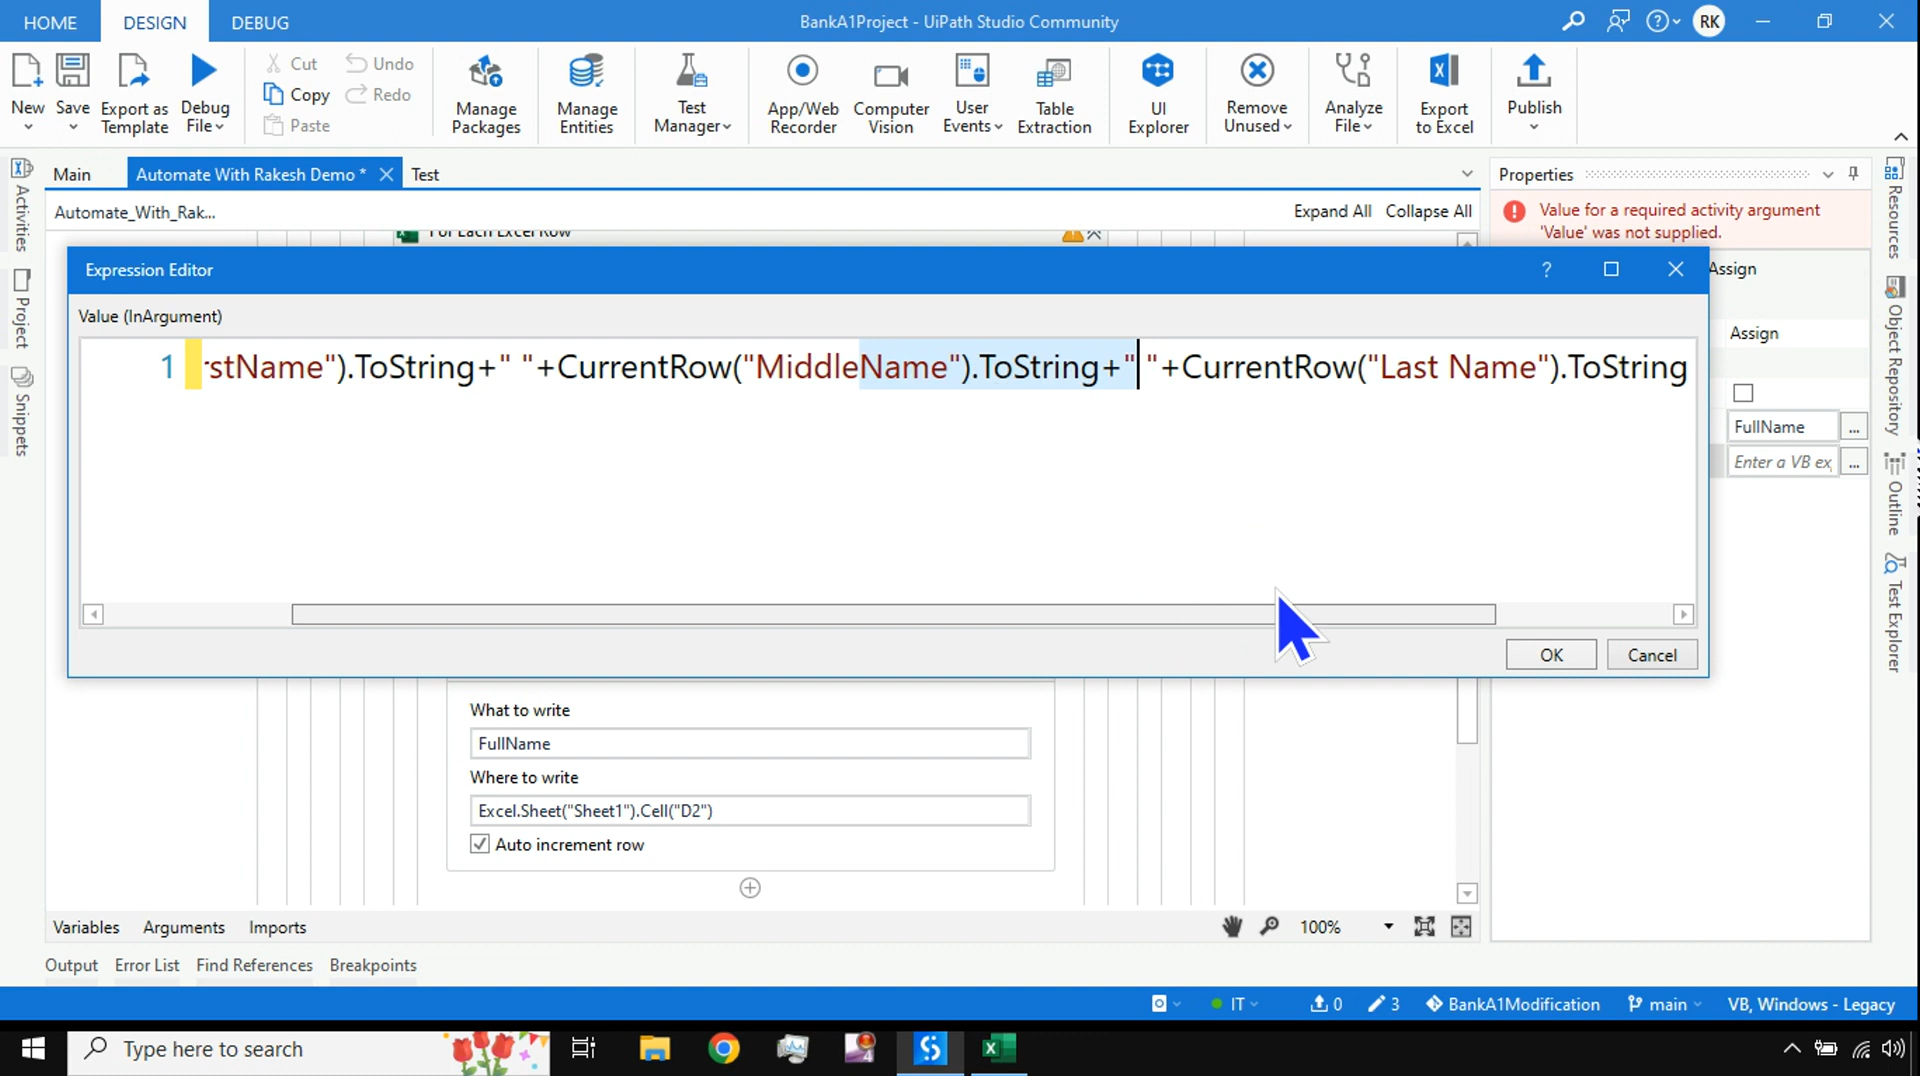 HOME DESIGN DEBUG BankA1Project - UiPath Studio Community RK
New Save Export as Template Debug File Cut Copy Paste Undo Redo Manage Packages Manage Entities Test Manager App/Web Recorder Computer Vision User Events Table Extraction UI Explorer Remove Unused Analyze File Export to Excel Publish
Main Automate With Rakesh Demo * Test
Properties
Automate_With_Rak... Expand All Collapse All
Value for a required activity argument
'Value' was not supplied.
For Each Excel Row
Activities
Project
Snippets
Resources
Object Repository
Outline
Test Explorer
Expression Editor ?
Assign
Value (InArgument)
Assign
1 rstName").ToString+" "+CurrentRow("MiddleName").ToString+" "+CurrentRow("Last Name").ToString
FullName ...
Enter a VB ex ...
OK Cancel
What to write
FullName
Where to write
Excel.Sheet("Sheet1").Cell("D2")
Auto increment row
Variables Arguments Imports 100%
Output Error List Find References Breakpoints
IT 0 3 BankA1Modification main VB, Windows - Legacy
Type here to search
4